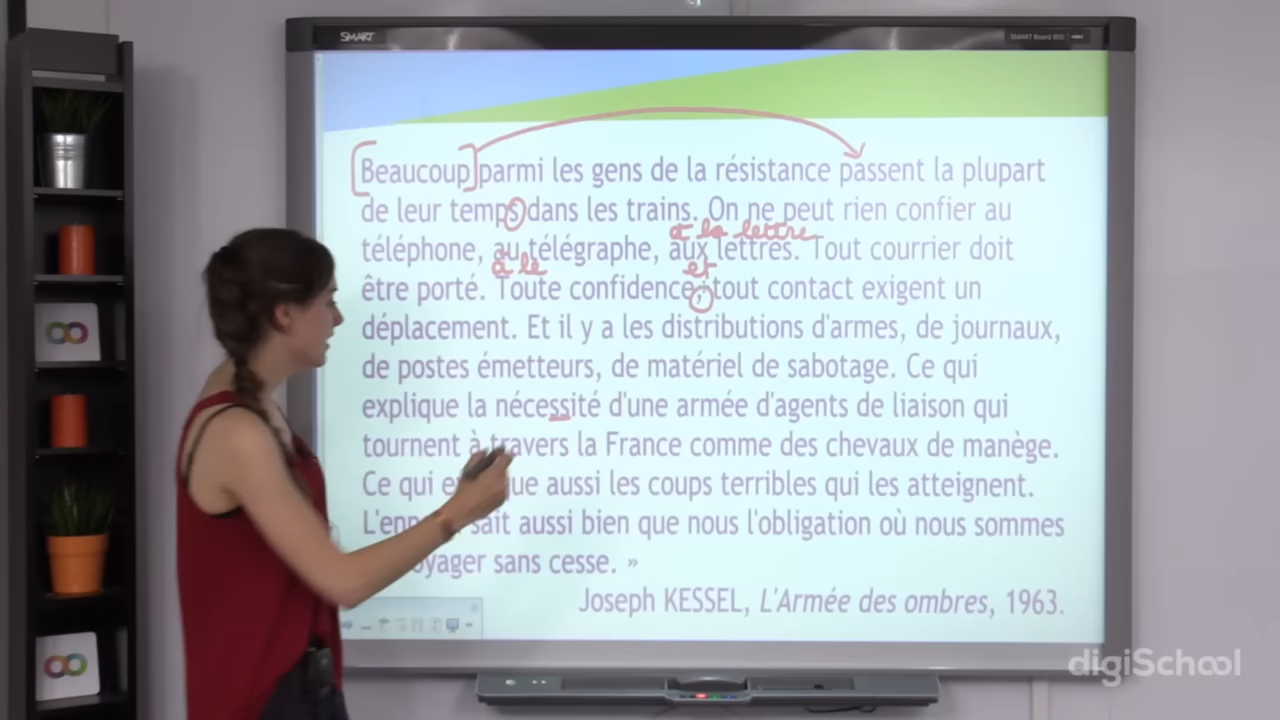 SMART
SMART Board 800
Beaucoup parmi les gens de la résistance passent la plupart
de leur temps dans les trains. On ne peut rien confier au
à la lettre
téléphone, au télégraphe, aux lettres. Tout courrier doit
à le
et
être porté. Toute confidence, tout contact exigent un
déplacement. Et il y a les distributions d'armes, de journaux,
de postes émetteurs, de matériel de sabotage. Ce qui
explique la nécessité d'une armée d'agents de liaison qui
tournent à travers la France comme des chevaux de manège.
Ce qui aussi les coups terribles qui les atteignent.
sait aussi bien que nous l'obligation où nous sommes
sans cesse. »
Joseph KESSEL, L'Armée des ombres, 1963.
digiSchool